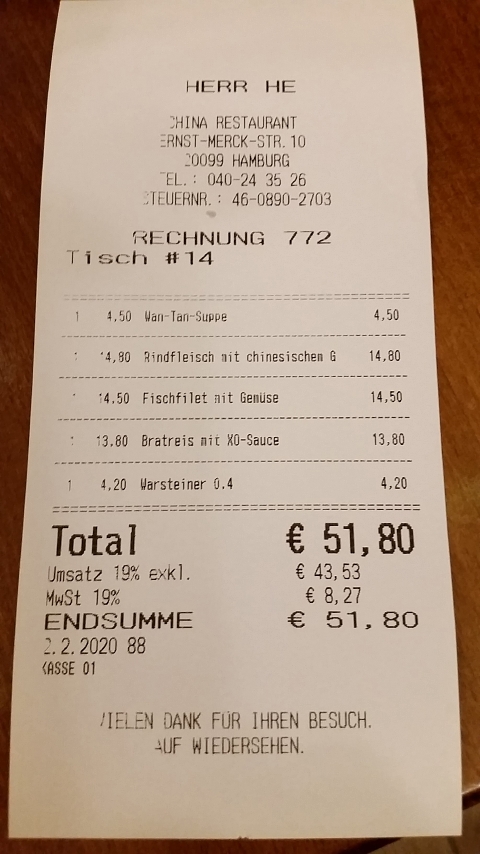 HERR HE
CHINA RESTAURANT
ERNST-MERCK-STR.10
20099 HAMBURG
TEL.: 040-24 35 26
STEUERNR.: 46-0890-2703
RECHNUNG 772
Tisch #14
1 4,50 Wan-Tan-Suppe 4,50
1 14,80 Rindfleisch mit chinesischem G 14,80
1 14,50 Fischfilet mit Gemüse 14,50
1 13,80 Bratreis mit XO-Sauce 13,80
1 4,20 Warsteiner 0.4 4,20
Total € 51,80
Umsatz 19% exkl. € 43,53
MwSt 19% € 8,27
ENDSUMME € 51,80
2.2.2020 88
KASSE 01
VIELEN DANK FÜR IHREN BESUCH.
AUF WIEDERSEHEN.